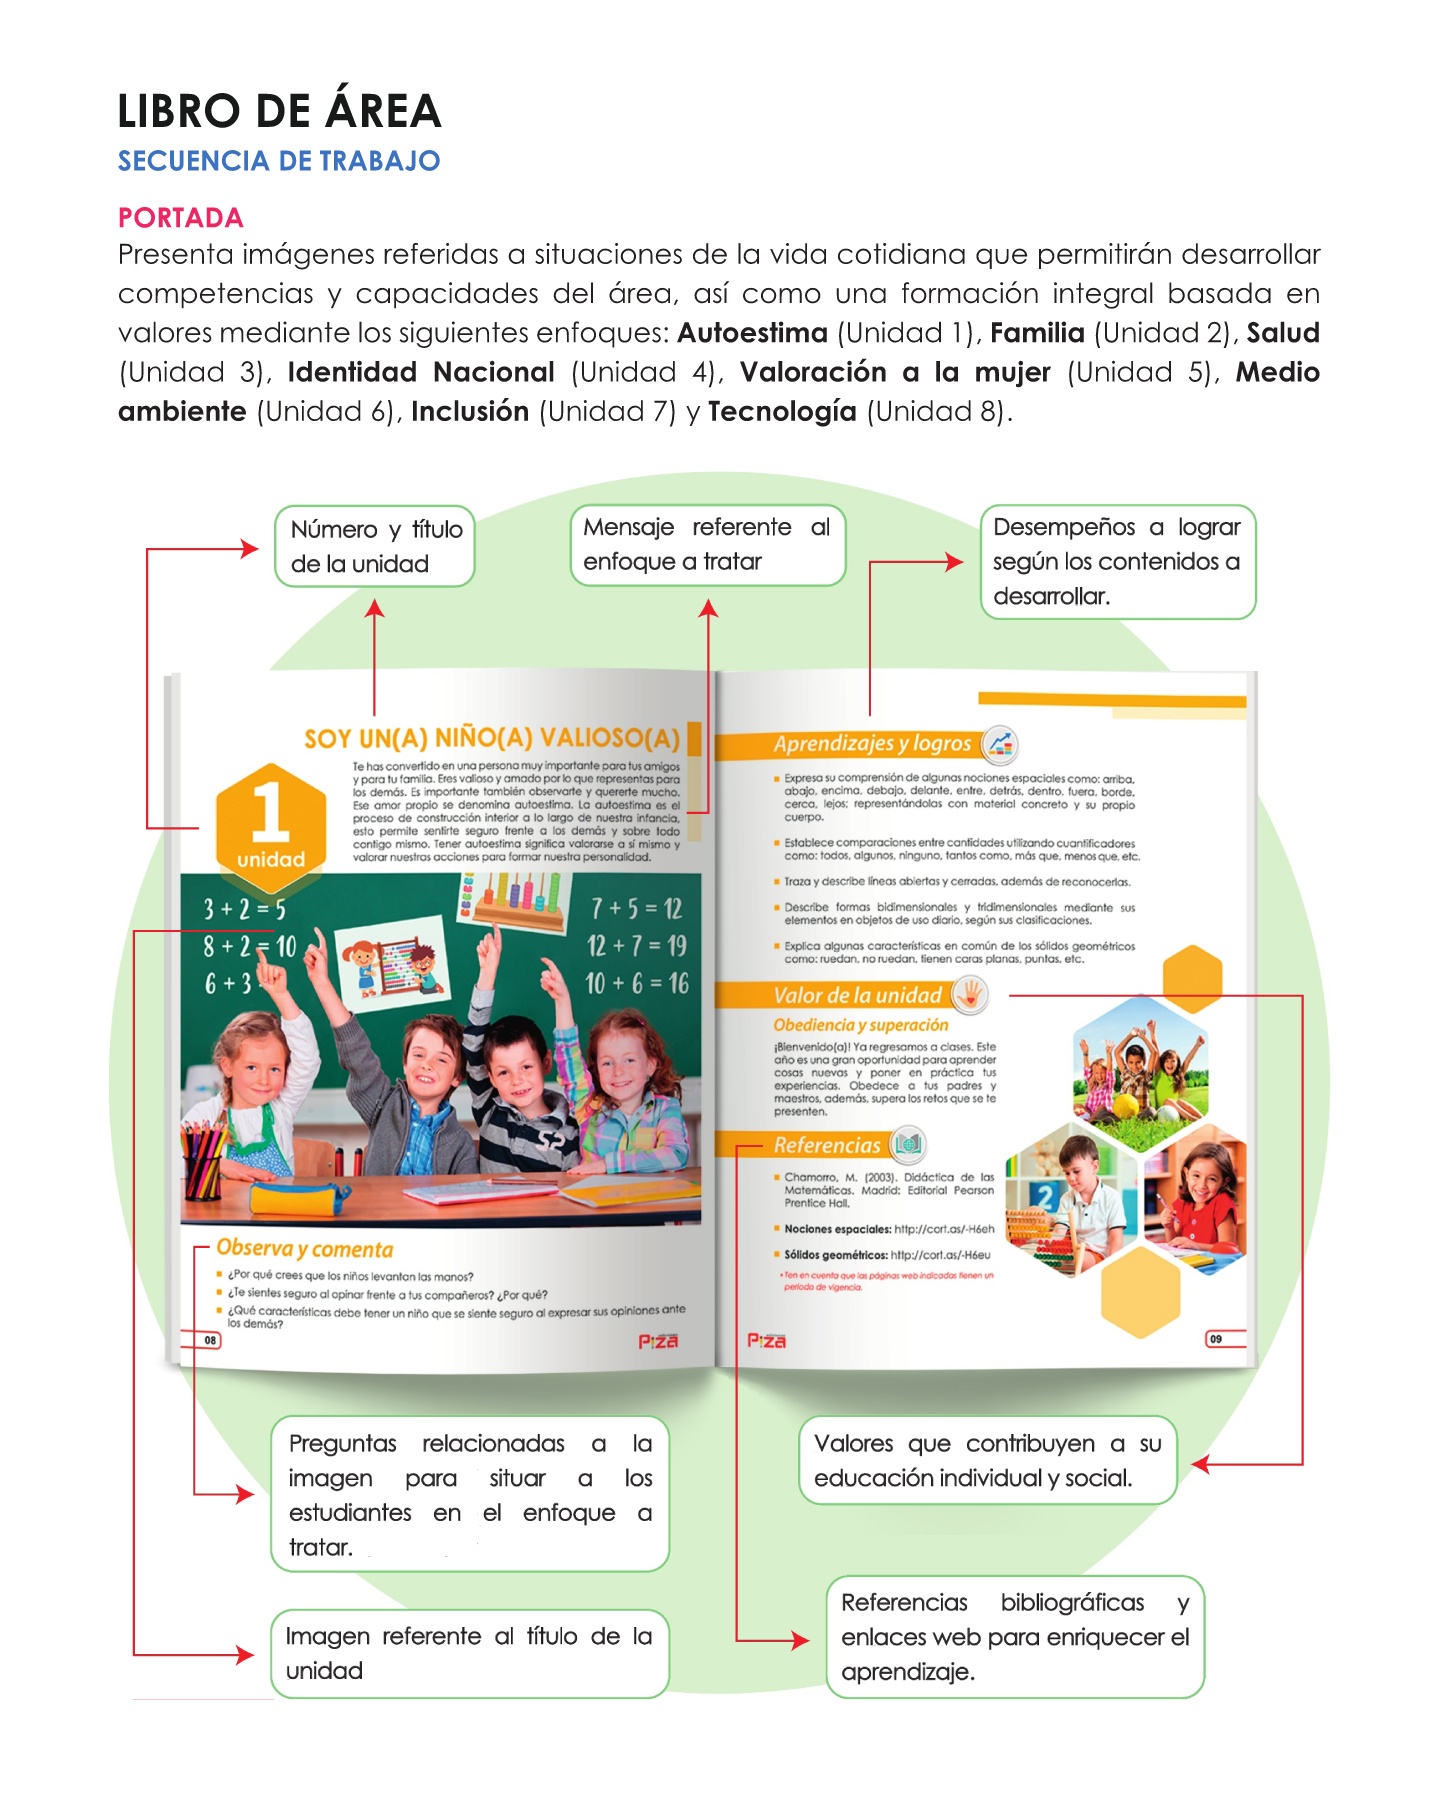 LIBRO DE ÁREA
SECUENCIA DE TRABAJO
PORTADA
Presenta imágenes referidas a situaciones de la vida cotidiana que permitirán desarrollar
competencias y capacidades del área, así como una formación integral basada en
valores mediante los siguientes enfoques: Autoestima (Unidad 1), Familia (Unidad 2), Salud
(Unidad 3), Identidad Nacional (Unidad 4), Valoración a la mujer (Unidad 5), Medio
ambiente (Unidad 6), Inclusión (Unidad 7) y Tecnología (Unidad 8).
Número y título
de la unidad
Mensaje referente al
enfoque a tratar
Desempeños a lograr
según los contenidos a
desarrollar.
SOY UN(A) NIÑO(A) VALIOSO(A)
1
unidad
Te has convertido en una persona muy importante para tus amigos
y para tu familia. Eres valioso y amado por lo que representas para
los demás. Es importante también observarte y quererte mucho.
Ese amor propio se denomina autoestima. La autoestima es el
proceso de construcción interior a lo largo de nuestra infancia,
esto permite sentirte seguro frente a los demás y sobre todo
contigo mismo. Tener autoestima significa valorarse a sí mismo y
valorar nuestras acciones para formar nuestra personalidad.
3 + 2 = 5
8 + 2 = 10
6 + 3
7 + 5 = 12
12 + 7 = 19
10 + 6 = 16
Observa y comenta
¿Por qué crees que los niños levantan las manos?
¿Te sientes seguro al opinar frente a tus compañeros? ¿Por qué?
¿Qué características debe tener un niño que se siente seguro al expresar sus opiniones ante
los demás?
08
Piza
Aprendizajes y logros
Expresa su comprensión de algunas nociones espaciales como: arriba,
abajo, encima, debajo, delante, entre, detrás, dentro, fuera, borde,
cerca, lejos; representándolas con material concreto y su propio
cuerpo.
Establece comparaciones entre cantidades utilizando cuantificadores
como: todos, algunos, ninguno, tantos como, más que, menos que, etc.
Traza y describe líneas abiertas y cerradas, además de reconocerlas.
Describe formas bidimensionales y tridimensionales mediante sus
elementos en objetos de uso diario, según sus clasificaciones.
Explica algunas características en común de los sólidos geométricos
como: ruedan, no ruedan, tienen caras planas, puntas, etc.
Valor de la unidad
Obediencia y superación
¡Bienvenido(a)! Ya regresamos a clases. Este
año es una gran oportunidad para aprender
cosas nuevas y poner en práctica tus
experiencias. Obedece a tus padres y
maestros, además, supera los retos que se te
presenten.
Referencias
Chamorro, M. (2003). Didáctica de las
Matemáticas. Madrid: Editorial Pearson
Prentice Hall.
Nociones espaciales: http://cort.as/-H6eh
Sólidos geométricos: http://cort.as/-H6eu
• Ten en cuenta que las páginas web indicadas tienen un
periodo de vigencia.
2
Piza
09
Preguntas relacionadas a la
imagen para situar a los
estudiantes en el enfoque a
tratar.
Valores que contribuyen a su
educación individual y social.
Imagen referente al título de la
unidad
Referencias bibliográficas y
enlaces web para enriquecer el
aprendizaje.